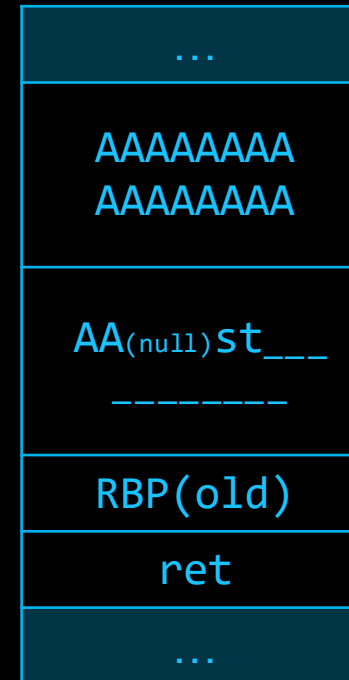 ...
AAAAAAAA
AAAAAAAA
AA(null)st___
________
RBP(old)
ret
...